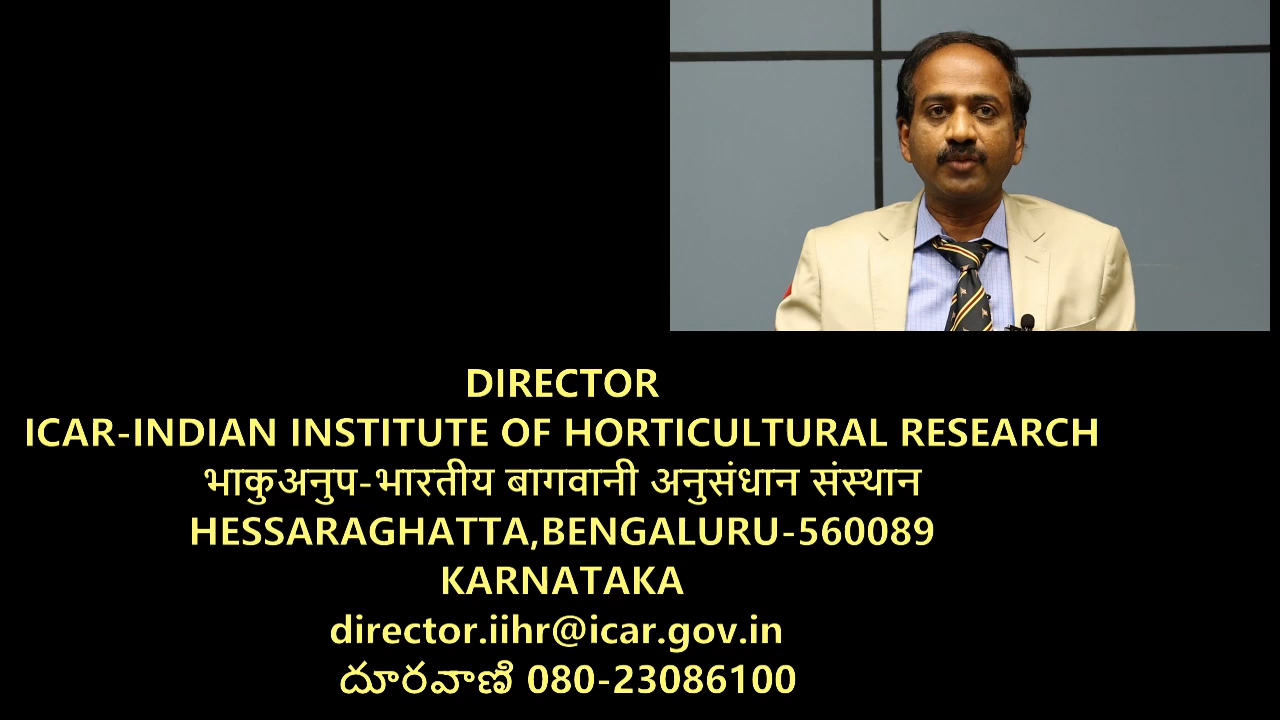 DIRECTOR
ICAR-INDIAN INSTITUTE OF HORTICULTURAL RESEARCH
भाकुअनुप-भारतीय बागवानी अनुसंधान संस्थान
HESSARAGHATTA,BENGALURU-560089
KARNATAKA
director.iihr@icar.gov.in
దూరవాణి 080-23086100